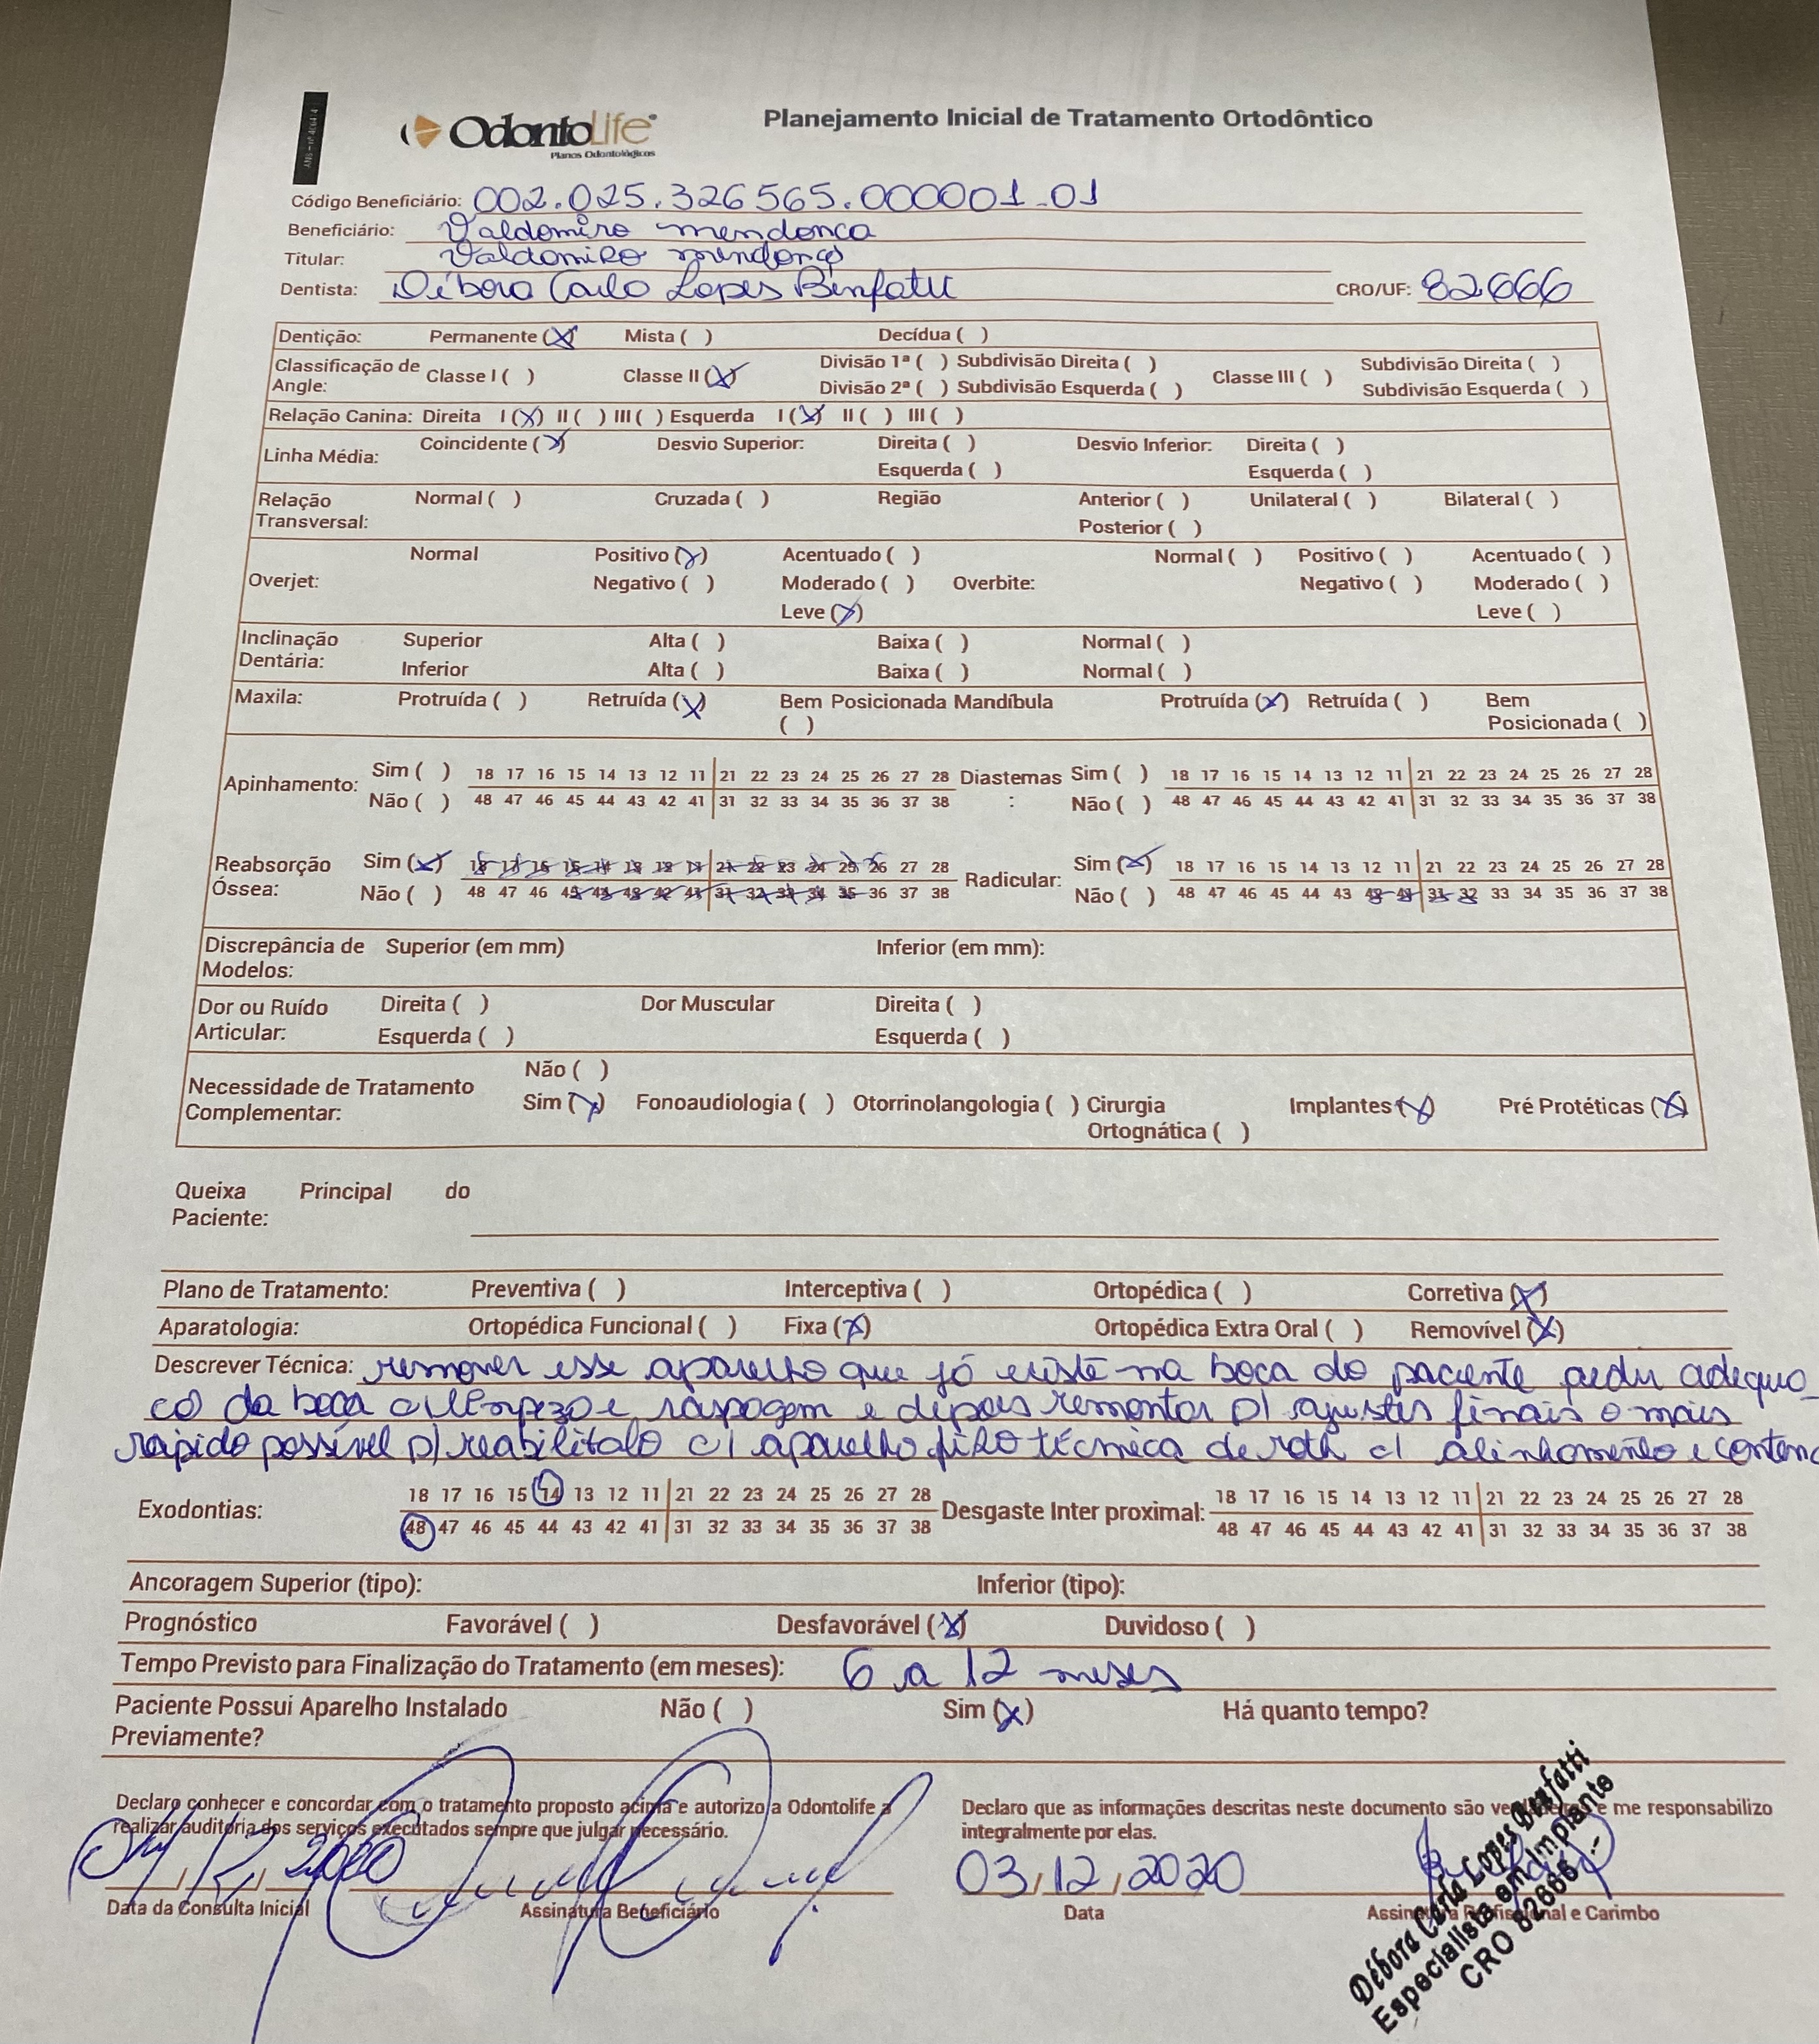 OdontoLife
Planos Odontológicos
Planejamento Inicial de Tratamento Ortodôntico
Código Beneficiário: 002.025.326565.000001-01
Beneficiário: Valdomiro mendonca
Titular: Valdomiro mendonça
Dentista: Débora Carla Lopes Benfatti CRO/UF: 82666
Dentição: Permanente (X) Mista ( ) Decídua ( )
Classificação de Angle: Classe I ( ) Classe II (X) Divisão 1ª ( ) Subdivisão Direita ( ) Classe III ( ) Subdivisão Direita ( )
Divisão 2ª ( ) Subdivisão Esquerda ( ) Subdivisão Esquerda ( )
Relação Canina: Direita I (X) II ( ) III ( ) Esquerda I (X) II ( ) III ( )
Linha Média: Coincidente (X) Desvio Superior: Direita ( ) Desvio Inferior: Direita ( )
Esquerda ( ) Esquerda ( )
Relação Transversal: Normal ( ) Cruzada ( ) Região Anterior ( ) Unilateral ( ) Bilateral ( )
Posterior ( )
Overjet: Normal Positivo (X) Acentuado ( ) Overbite: Normal ( ) Positivo ( ) Acentuado ( )
Negativo ( ) Moderado ( ) Negativo ( ) Moderado ( )
Leve (X) Leve ( )
Inclinação Dentária: Superior Alta ( ) Baixa ( ) Normal ( )
Inferior Alta ( ) Baixa ( ) Normal ( )
Maxila: Protruída ( ) Retruída (X) Bem Posicionada ( ) Mandíbula Protruída (X) Retruída ( ) Bem Posicionada ( )
Apinhamento: Sim ( ) 18 17 16 15 14 13 12 11 21 22 23 24 25 26 27 28 Diastemas : Sim ( ) 18 17 16 15 14 13 12 11 21 22 23 24 25 26 27 28
Não ( ) 48 47 46 45 44 43 42 41 31 32 33 34 35 36 37 38 Não ( ) 48 47 46 45 44 43 42 41 31 32 33 34 35 36 37 38
Reabsorção Óssea: Sim (X) 18 17 16 15 14 13 12 11 21 22 23 24 25 26 27 28 Radicular: Sim (X) 18 17 16 15 14 13 12 11 21 22 23 24 25 26 27 28
Não ( ) 48 47 46 45 44 43 42 41 31 32 33 34 35 36 37 38 Não ( ) 48 47 46 45 44 43 42 41 31 32 33 34 35 36 37 38
Discrepância de Modelos: Superior (em mm) Inferior (em mm):
Dor ou Ruído Articular: Direita ( ) Dor Muscular Direita ( )
Esquerda ( ) Esquerda ( )
Necessidade de Tratamento Complementar: Não ( )
Sim (X) Fonoaudiologia ( ) Otorrinolangologia ( ) Cirurgia Ortognática ( ) Implantes (X) Pré Protéticas (X)
Queixa Principal do Paciente:
Plano de Tratamento: Preventiva ( ) Interceptiva ( ) Ortopédica ( ) Corretiva (X)
Aparatologia: Ortopédica Funcional ( ) Fixa (X) Ortopédica Extra Oral ( ) Removível (X)
Descrever Técnica: remover esse aparelho que já existe na boca do paciente pedir adequa
co da boca c/ limpeza e raspagem e depois remontar p/ ajustes finais o mais
rapido possível p/ reabilitalo c/ aparelho fixo técnica de roth c/ alinhamento e
Exodontias: 18 17 16 15 14 13 12 11 21 22 23 24 25 26 27 28 Desgaste Inter proximal: 18 17 16 15 14 13 12 11 21 22 23 24 25 26 27 28
48 47 46 45 44 43 42 41 31 32 33 34 35 36 37 38 48 47 46 45 44 43 42 41 31 32 33 34 35 36 37 38
Ancoragem Superior (tipo): Inferior (tipo):
Prognóstico Favorável ( ) Desfavorável (X) Duvidoso ( )
Tempo Previsto para Finalização do Tratamento (em meses): 6 a 12 meses
Paciente Possui Aparelho Instalado Previamente? Não ( ) Sim (X) Há quanto tempo?
Declaro conhecer e concordar com o tratamento proposto acima e autorizo a Odontolife a
realizar auditoria dos serviços executados sempre que julgar necessário.
Declaro que as informações descritas neste documento são verdadeiras e me responsabilizo
integralmente por elas.
04/12/2020
03/12/2020
Data da Consulta Inicial Assinatura Beneficiário Data Assinatura Profissional e Carimbo
Débora Carla Lopes Benfatti
Especialista em Implante
CRO 82666